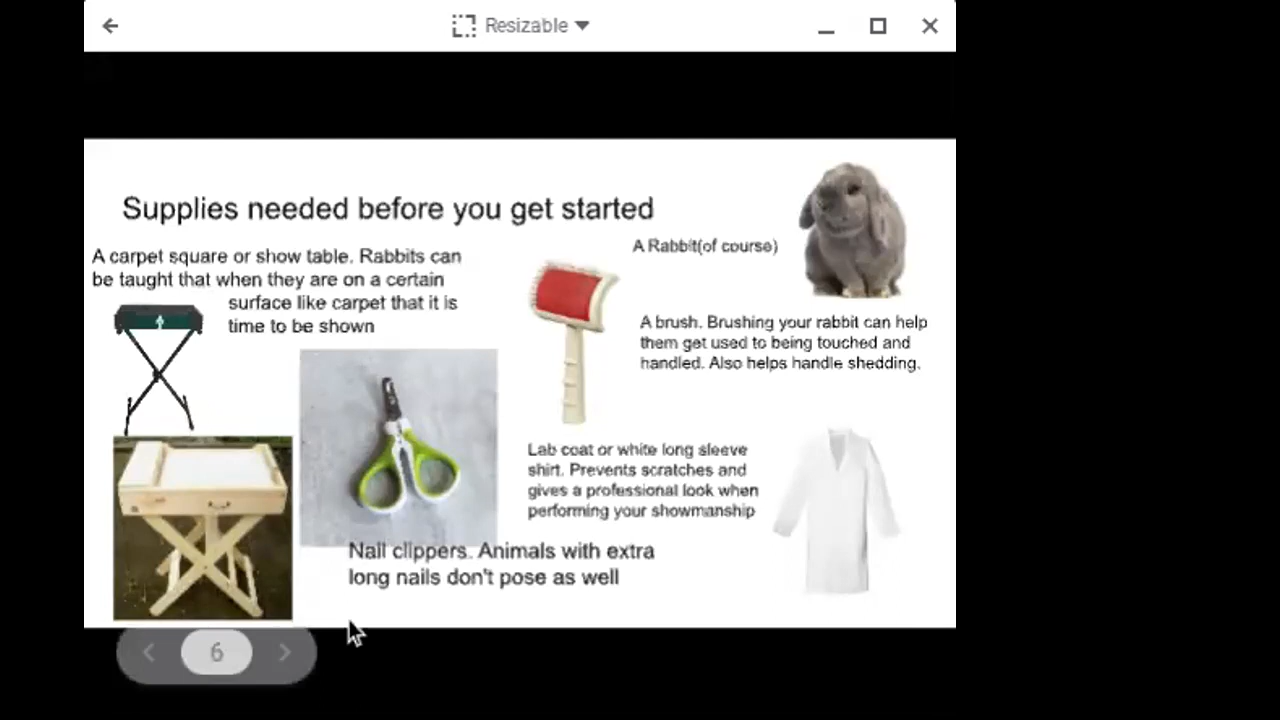 Resizable
Supplies needed before you get started
A carpet square or show table. Rabbits can
be taught that when they are on a certain
surface like carpet that it is
time to be shown
A Rabbit(of course)
A brush. Brushing your rabbit can help
them get used to being touched and
handled. Also helps handle shedding.
Lab coat or white long sleeve
shirt. Prevents scratches and
gives a professional look when
performing your showmanship
Nail clippers. Animals with extra
long nails don't pose as well
6